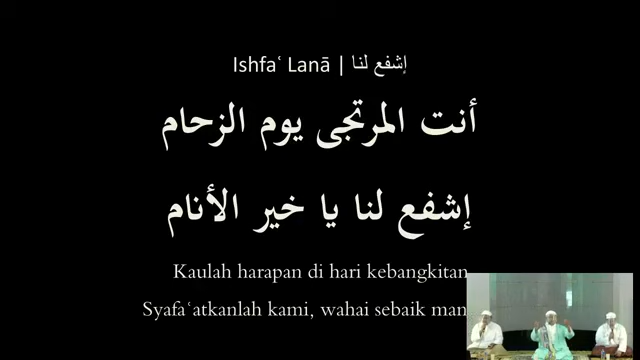 Ishfaʿ Lanā | إشفع لنا
أنت المرتجى يوم الزحام
إشفع لنا يا خير الأنام
Kaulah harapan di hari kebangkitan
Syafaʿatkanlah kami, wahai sebaik